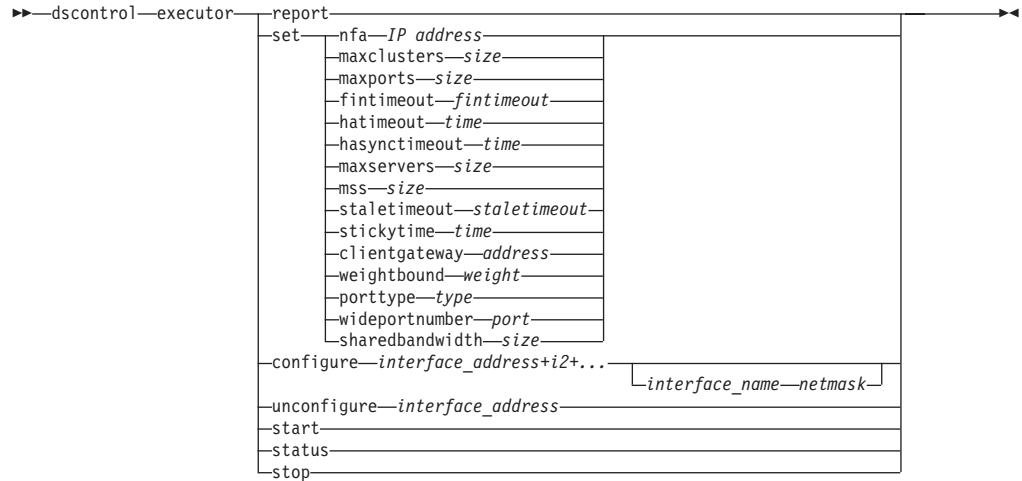 dscontrol executor report
set nfa IP address
maxclusters size
maxports size
fintimeout fintimeout
hatimeout time
hasynctimeout time
maxservers size
mss size
staletimeout staletimeout
stickytime time
clientgateway address
weightbound weight
porttype type
wideportnumber port
sharedbandwidth size
configure interface_address+i2+...
interface_name netmask
unconfigure interface_address
start
status
stop